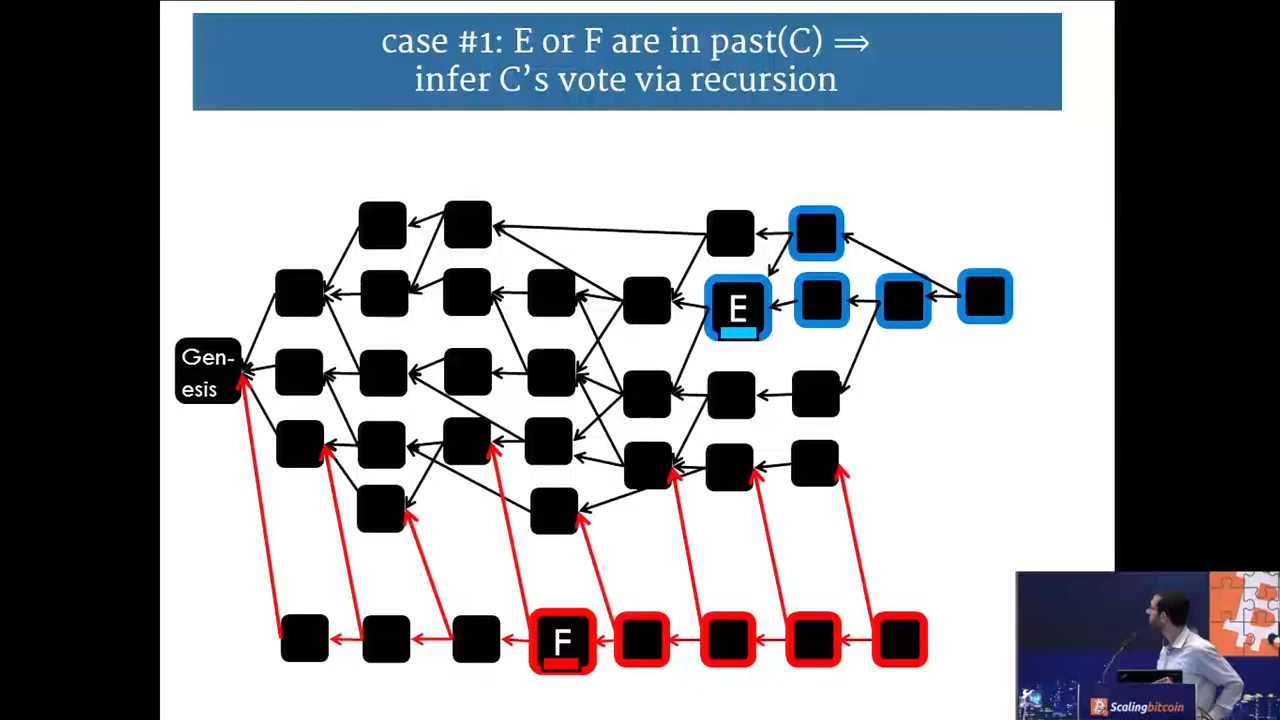 case #1: E or F are in past(C) ⟹
infer C's vote via recursion
E
Gen-
esis
F
Scalingbitcoin